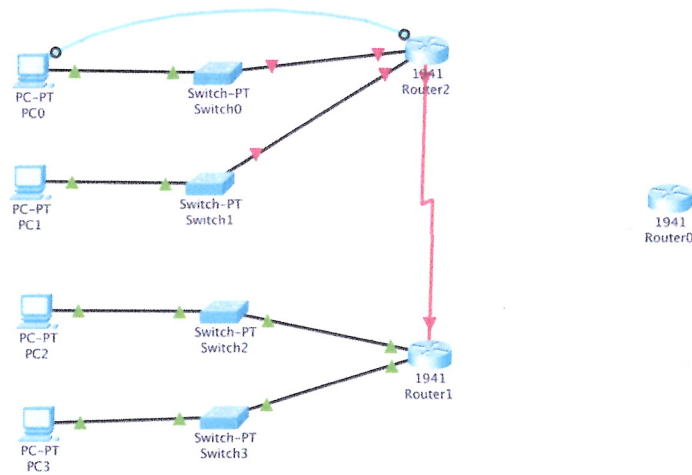 PC-PT
PC0
Switch-PT
Switch0
1941
Router2
PC-PT
PC1
Switch-PT
Switch1
1941
Router0
PC-PT
PC2
Switch-PT
Switch2
1941
Router1
PC-PT
PC3
Switch-PT
Switch3